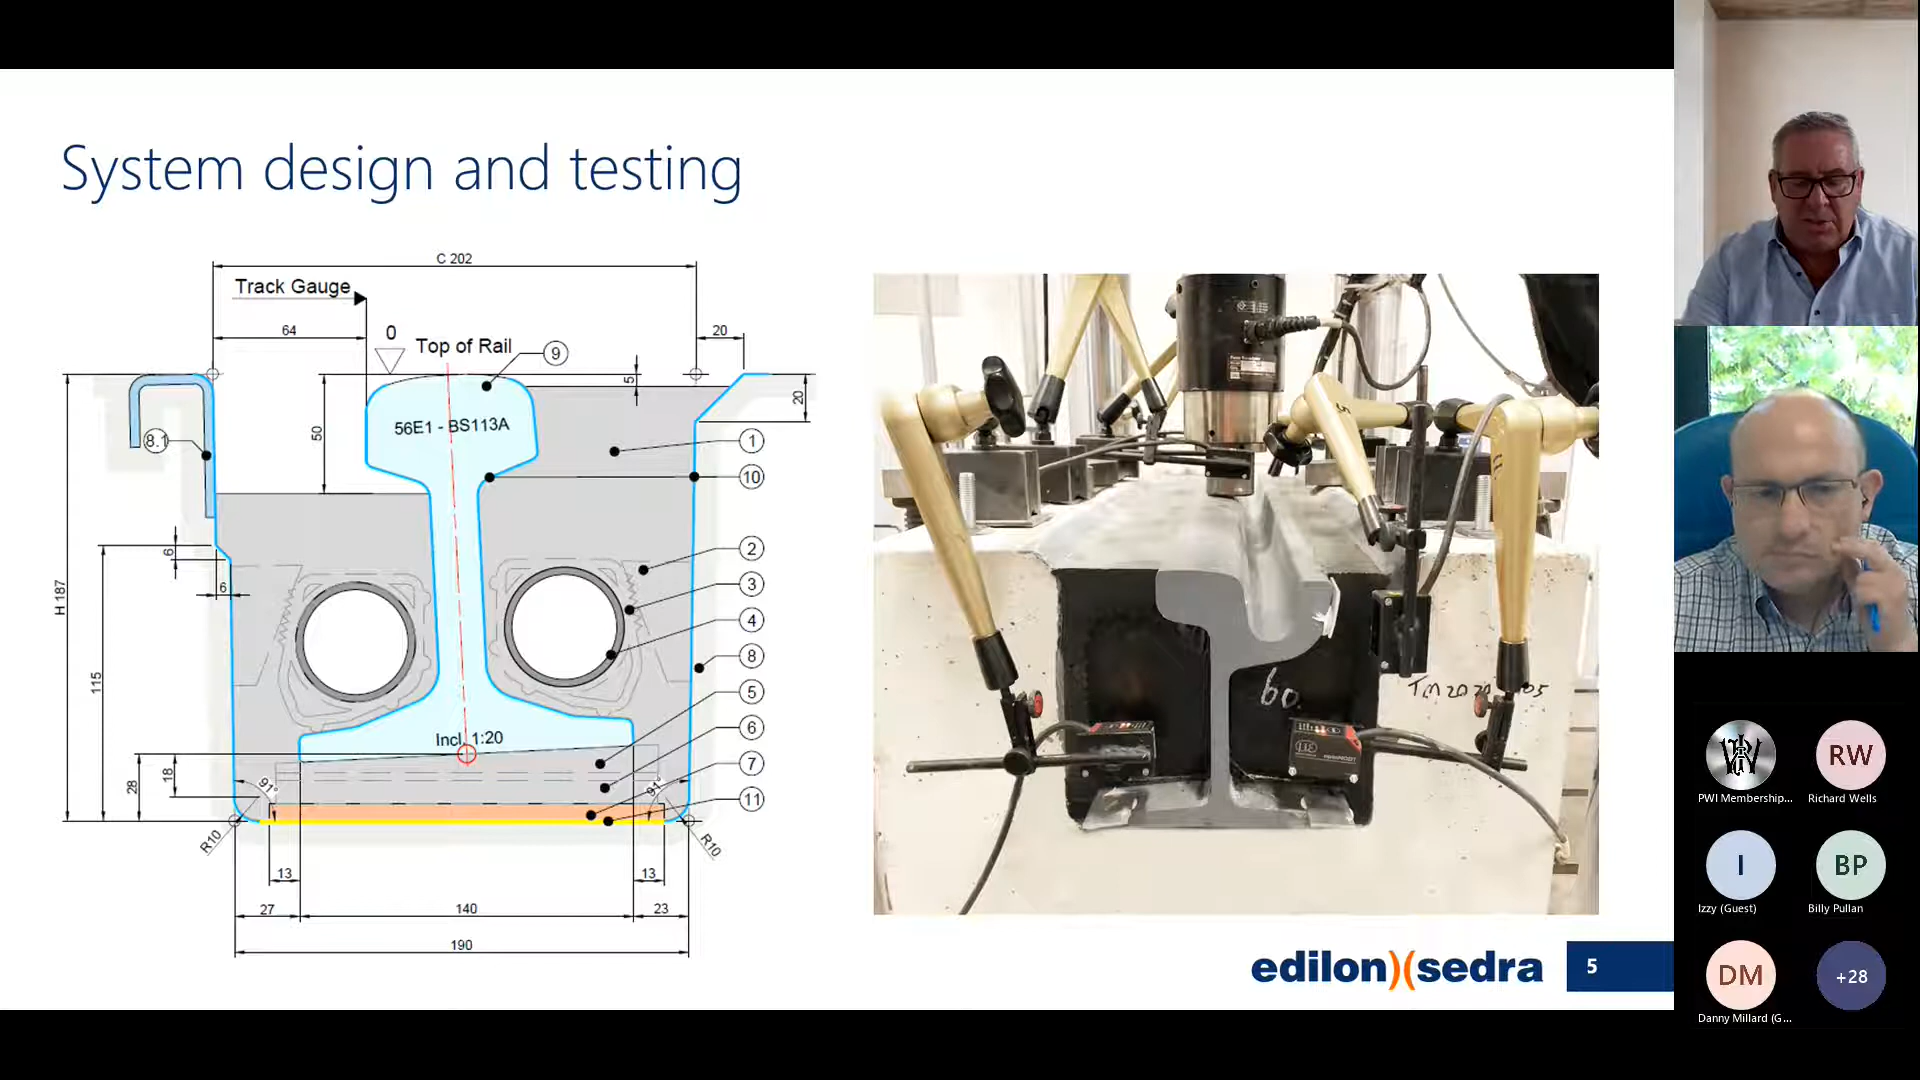 System design and testing
C 202
Track Gauge
64
0
Top of Rail
9
20
5
20
50
56E1 - BS113A
8.1
1
10
2
3
4
8
5
6
7
11
H 187
115
6
6
Incl. 1:20
28
18
91°
91°
R10
R10
13
13
27
140
23
190
60
edilon)(sedra
5
PWI Membership...
RW
Richard Wells
I
Izzy (Guest)
BP
Billy Pullan
DM
Danny Millard (G...
+28